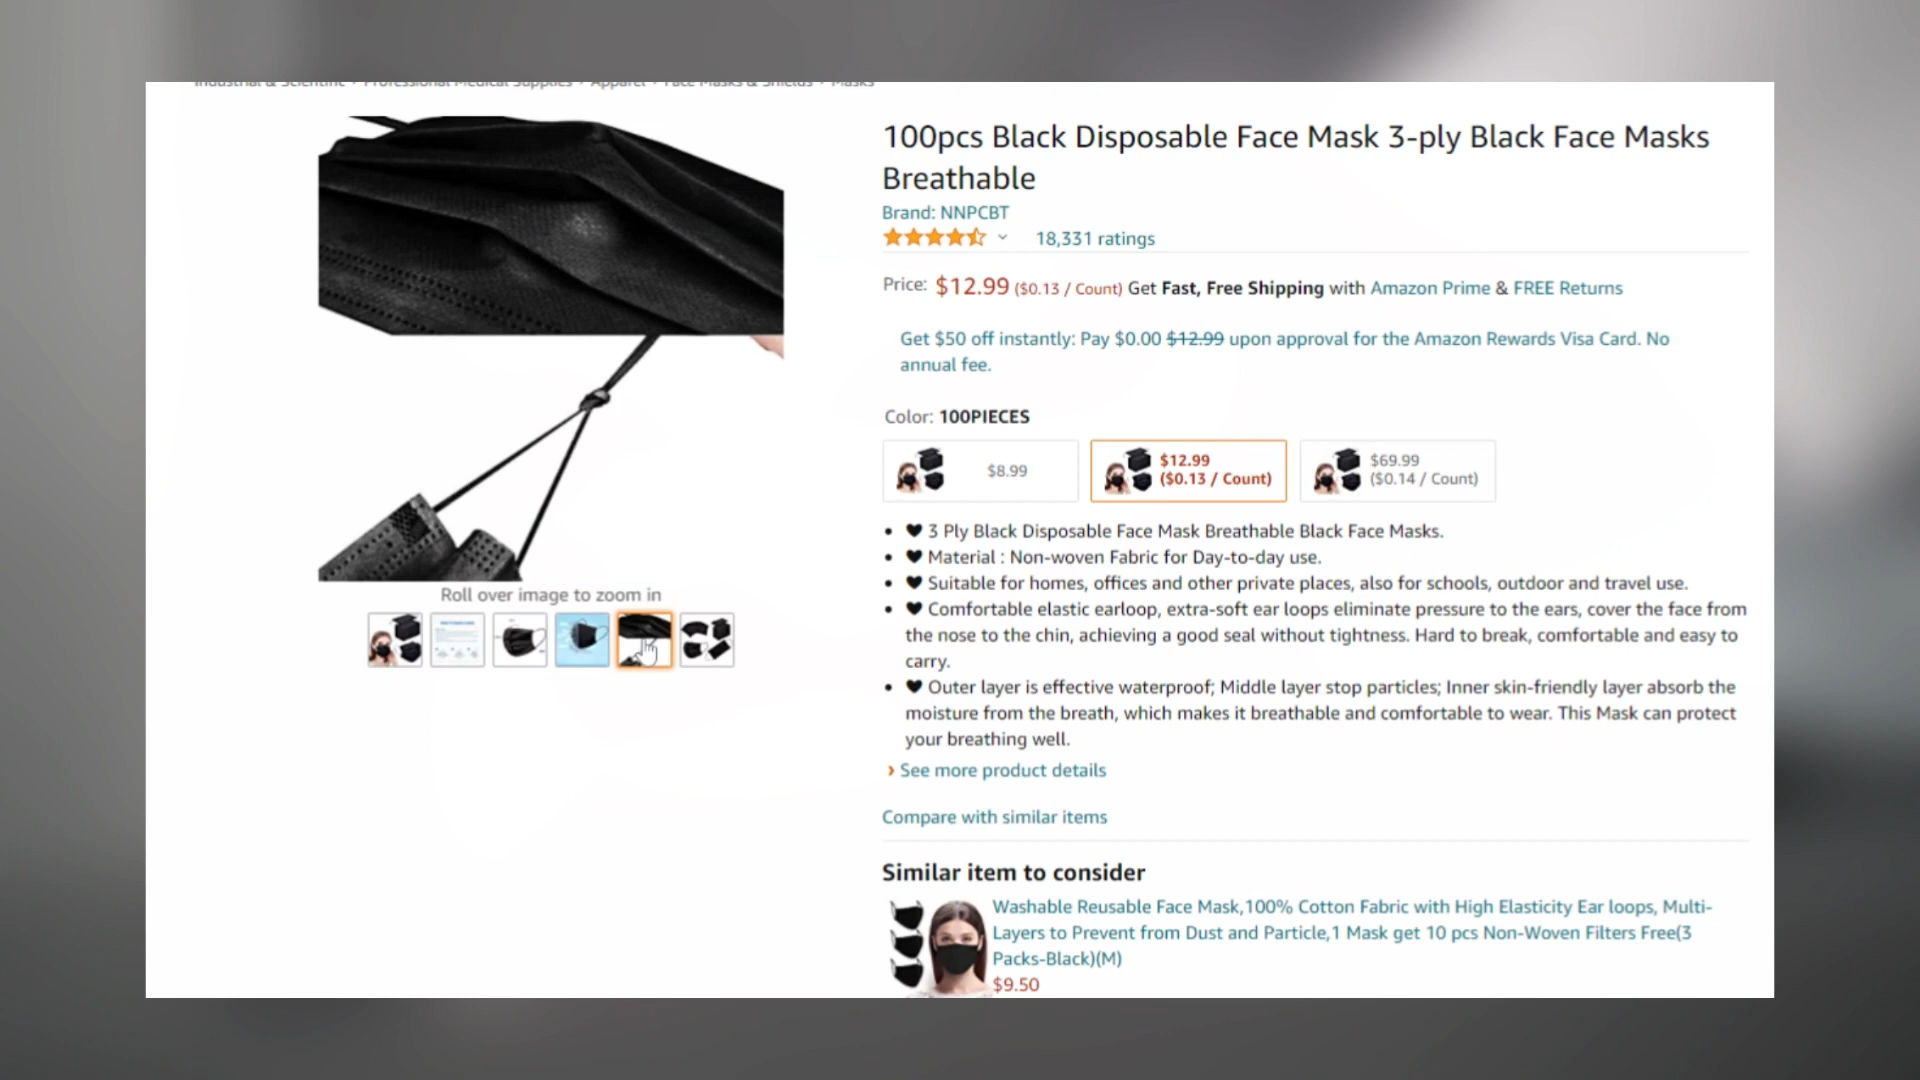 Industrial & Scientific › Professional Medical Supplies › Apparel › Face Masks & Shields › Masks
100pcs Black Disposable Face Mask 3-ply Black Face Masks
Breathable
Brand: NNPCBT
18,331 ratings
Price: $12.99 ($0.13 / Count) Get Fast, Free Shipping with Amazon Prime & FREE Returns
Get $50 off instantly: Pay $0.00 $12.99 upon approval for the Amazon Rewards Visa Card. No
annual fee.
Color: 100PIECES
$8.99
$12.99
($0.13 / Count)
$69.99
($0.14 / Count)
• ♥ 3 Ply Black Disposable Face Mask Breathable Black Face Masks.
• ♥ Material : Non-woven Fabric for Day-to-day use.
• ♥ Suitable for homes, offices and other private places, also for schools, outdoor and travel use.
• ♥ Comfortable elastic earloop, extra-soft ear loops eliminate pressure to the ears, cover the face from
the nose to the chin, achieving a good seal without tightness. Hard to break, comfortable and easy to
carry.
• ♥ Outer layer is effective waterproof; Middle layer stop particles; Inner skin-friendly layer absorb the
moisture from the breath, which makes it breathable and comfortable to wear. This Mask can protect
your breathing well.
› See more product details
Compare with similar items
Similar item to consider
Washable Reusable Face Mask,100% Cotton Fabric with High Elasticity Ear loops, Multi-
Layers to Prevent from Dust and Particle,1 Mask get 10 pcs Non-Woven Filters Free(3
Packs-Black)(M)
$9.50
Roll over image to zoom in